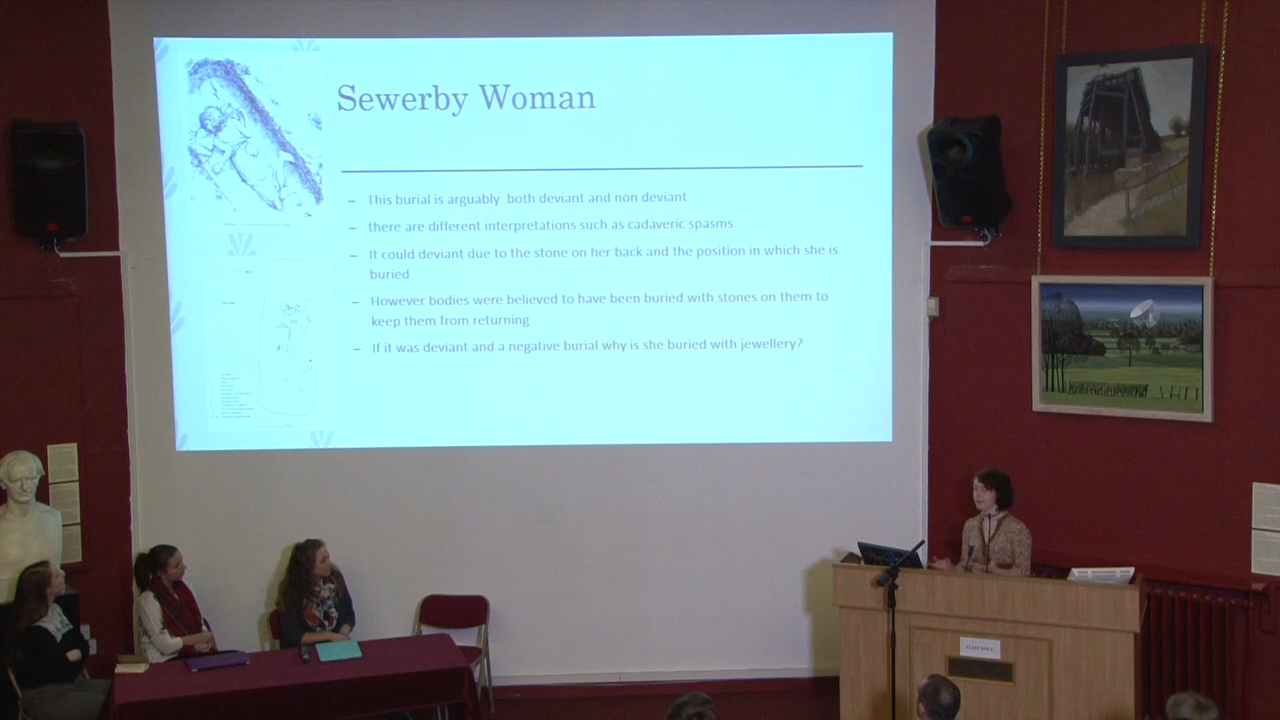 Sewerby Woman
– This burial is arguably both deviant and non deviant
– there are different interpretations such as cadaveric spasms
– It could deviant due to the stone on her back and the position in which she is
buried
– However bodies were believed to have been buried with stones on them to
keep them from returning
– If it was deviant and a negative burial why is she buried with jewellery?